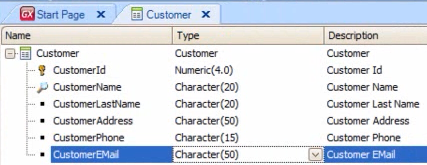 GX Start Page X Customer X
Name Type Description
Customer Customer Customer
CustomerId Numeric(4.0) Customer Id
CustomerName Character(20) Customer Name
CustomerLastName Character(20) Customer Last Name
CustomerAddress Character(50) Customer Address
CustomerPhone Character(15) Customer Phone
CustomerEMail Character(50) Customer EMail